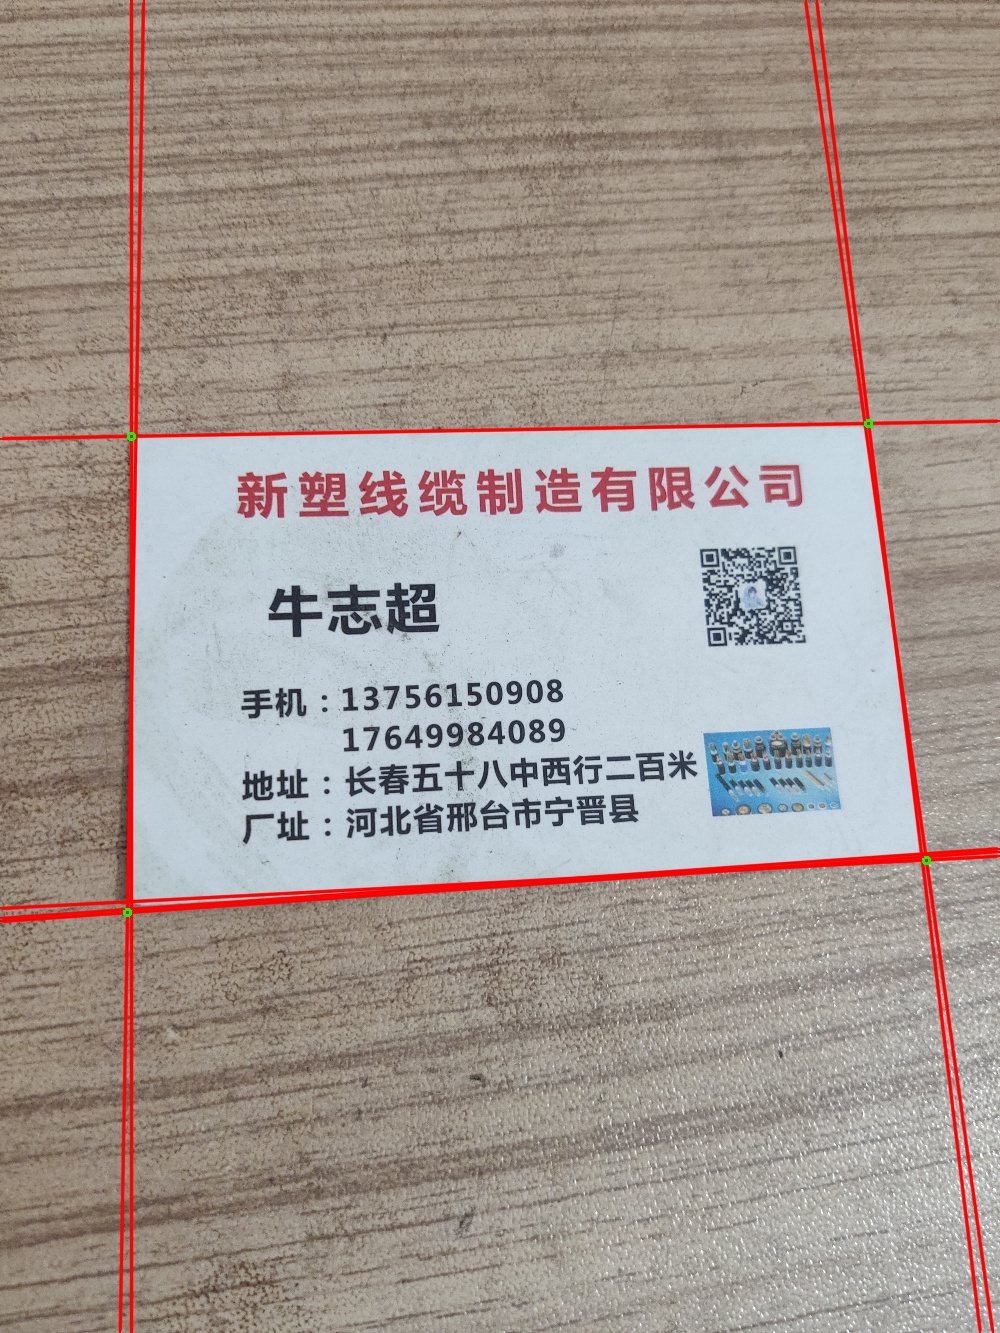 新塑线缆制造有限公司
牛志超
手机：13756150908
17649984089
地址：长春五十八中西行二百米
厂址：河北省邢台市宁晋县